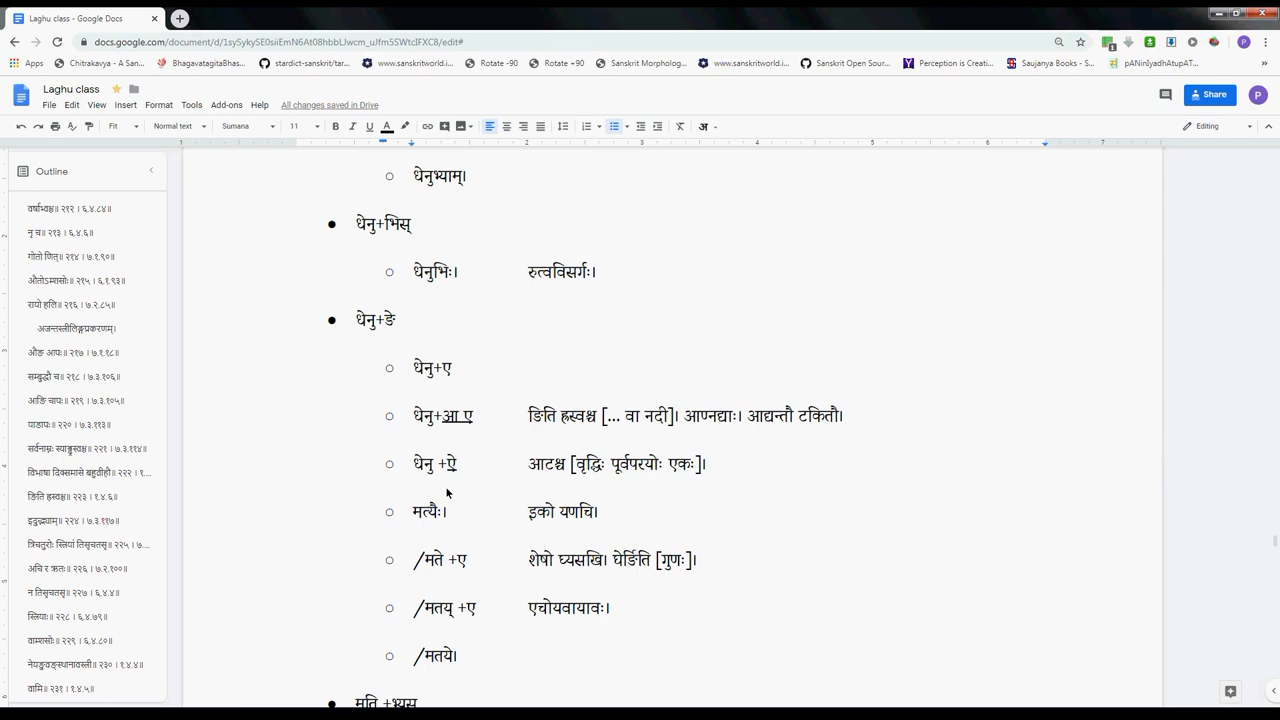 Laghu class - Google Docs
docs.google.com/document/d/1sySykySE0siiEmN6At08hbbLJwcm_uJfm5SWtcIFXC8/edit#
Apps Chitrakavya - A San... BhagavatagitaBhas... stardict-sanskrit/tar... www.sanskritworld.i... Rotate -90 Rotate +90 Sanskrit Morpholog... www.sanskritworld.i... Sanskrit Open Sour... Perception is Creati... Saujanya Books - S... pANinIyadhAtupAT...
Laghu class
Share
P
File Edit View Insert Format Tools Add-ons Help All changes saved in Drive
Fit Normal text Sumana 11 B I U A अ Editing
1 1 2 3 4 5 6 7
Outline
वर्षाभ्वश्च॥ २१२ । ६.४.८४॥
नृ च॥ २१३ । ६.४.६॥
गोतो णित्॥ २१४ । ७.१.९०॥
औतोऽम्शसोः॥ २१५ । ६.१.९३॥
रायो हलि॥ २१६ । ७.२.८५॥
अजन्तस्त्रीलिङ्गप्रकरणम्।
औङ आपः॥ २१७ । ७.१.१८॥
सम्बुद्धौ च॥ २१८ । ७.३.१०६॥
आङि चापः॥ २१९ । ७.३.१०५॥
याडापः॥ २२० । ७.३.११३॥
सर्वनाम्नः स्याड्ढ्रस्वश्च॥ २२१ । ७.३.११४॥
विभाषा दिक्समासे बहुव्रीहौ॥ २२२ । १....
ङिति ह्रस्वश्च॥ २२३ । १.४.६॥
इदुद्भ्याम्॥ २२४ । ७.३.११७॥
त्रिचतुरोः स्त्रियां तिसृचतसृ॥ २२५ । ७....
अचि र ऋतः॥ २२६ । ७.२.१००॥
न तिसृचतसृ॥ २२७ । ६.४.४॥
स्त्रियाः॥ २२८ । ६.४.७९॥
वाम्शसोः॥ २२९ । ६.४.८०॥
नेयङुवङ्स्थानावस्त्री॥ २३० । १.४.४॥
वामि॥ २३१ । १.४.५॥
धेनुभ्याम्।
धेनु+भिस्
धेनुभिः। रुत्वविसर्गः।
धेनु+ङे
धेनु+ए
धेनु+आ ए ङिति ह्रस्वश्च [... वा नदी]। आण्नद्याः। आद्यन्तौ टकितौ।
धेनु +ऐ आटश्च [वृद्धिः पूर्वपरयोः एकः]।
मत्यैः। इको यणचि।
/मते +ए शेषो घ्यसखि। घेर्ङिति [गुणः]।
/मतय् +ए एचोयवायावः।
/मतये।
मति +भ्यस्